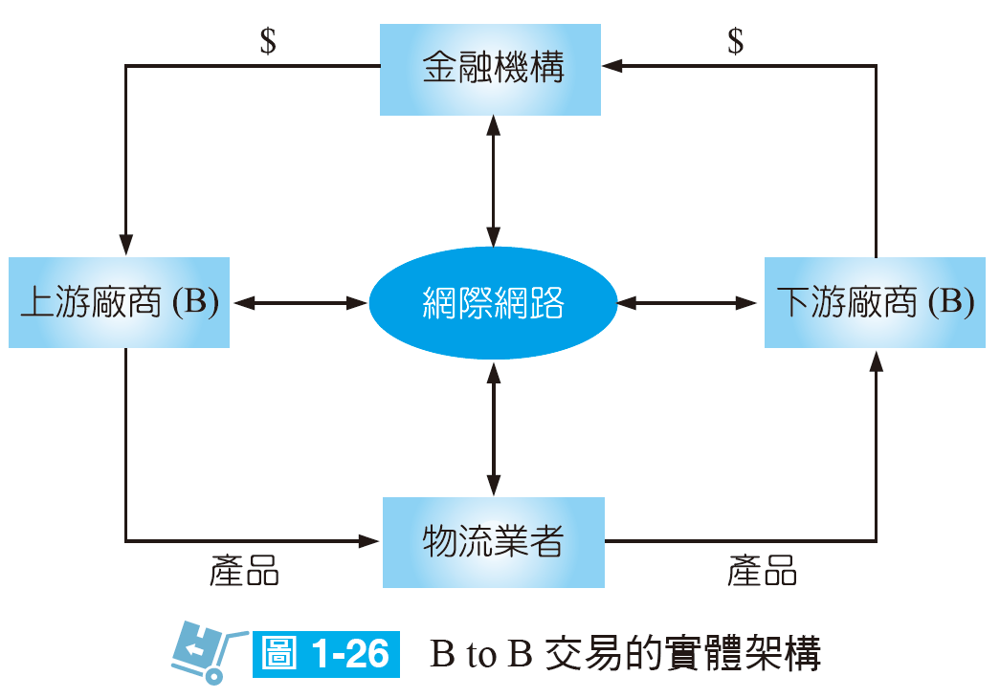 $
$
金融機構
上游廠商 (B)
網際網路
下游廠商 (B)
物流業者
產品
產品
圖 1-26 B to B 交易的實體架構